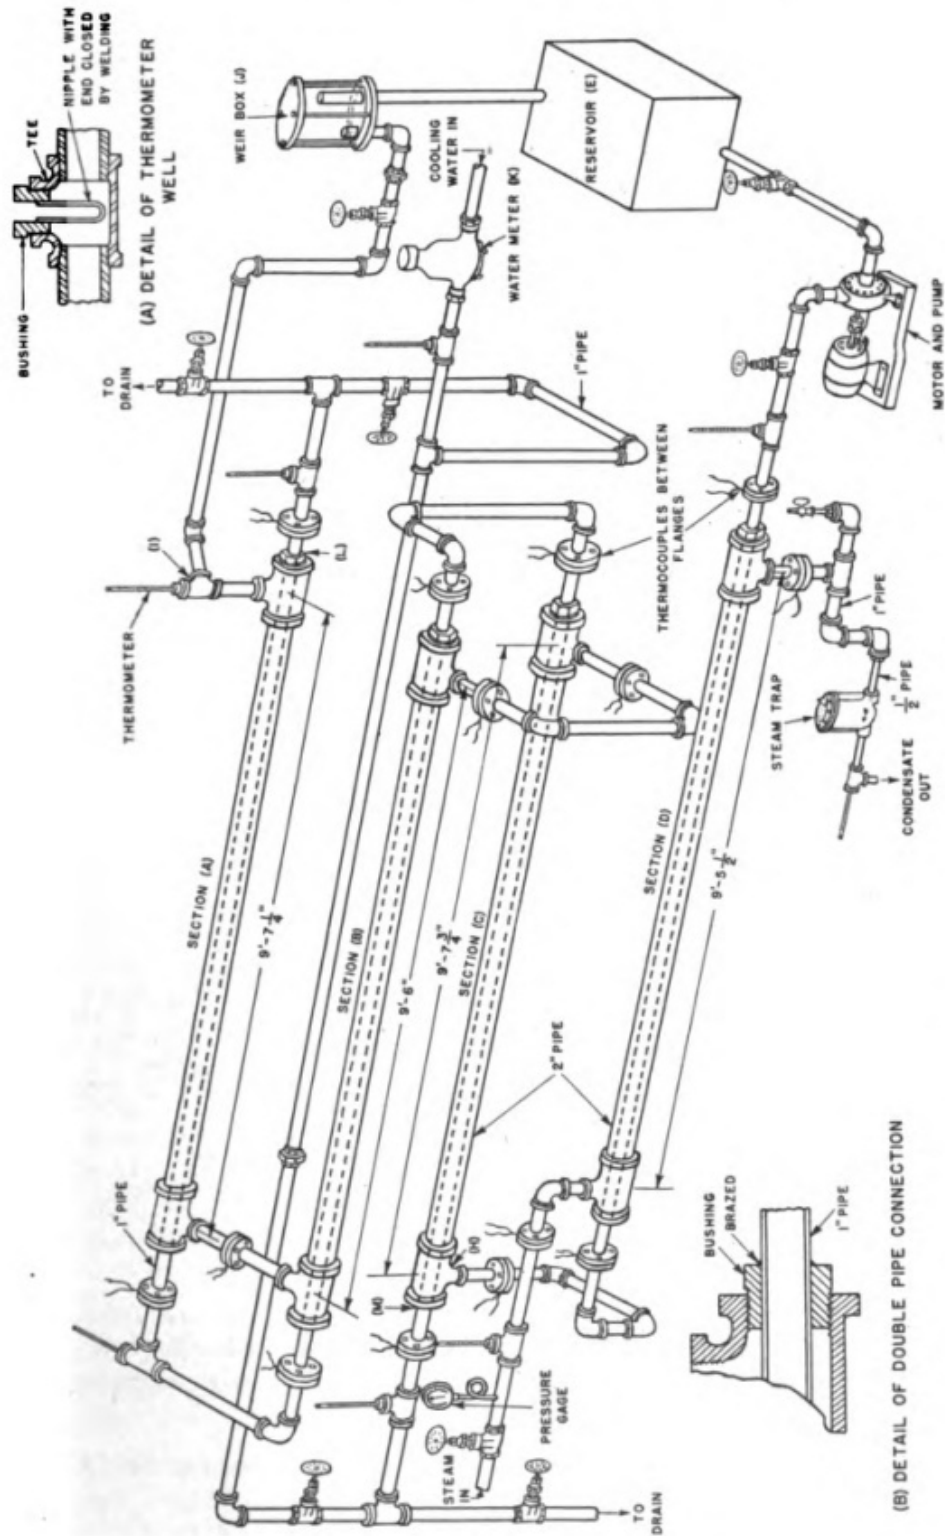 BUSHING
TEE
NIPPLE WITH
END CLOSED
BY WELDING
(A) DETAIL OF THERMOMETER
WELL
WEIR BOX (J)
TO
DRAIN
COOLING
WATER IN
WATER METER (K)
RESERVOIR (E)
(I)
THERMOMETER
(L)
1" PIPE
SECTION (A)
9'-7 1/4"
1" PIPE
THERMOCOUPLES BETWEEN
FLANGES
MOTOR AND PUMP
SECTION (B)
9'-6"
9'-7 3/4"
SECTION (C)
SECTION (D)
9'-5 1/2"
1" PIPE
1/2" PIPE
STEAM TRAP
CONDENSATE
OUT
2" PIPE
(M)
(H)
STEAM
IN
PRESSURE
GAGE
TO
DRAIN
BUSHING
BRAZED
1" PIPE
(B) DETAIL OF DOUBLE PIPE CONNECTION